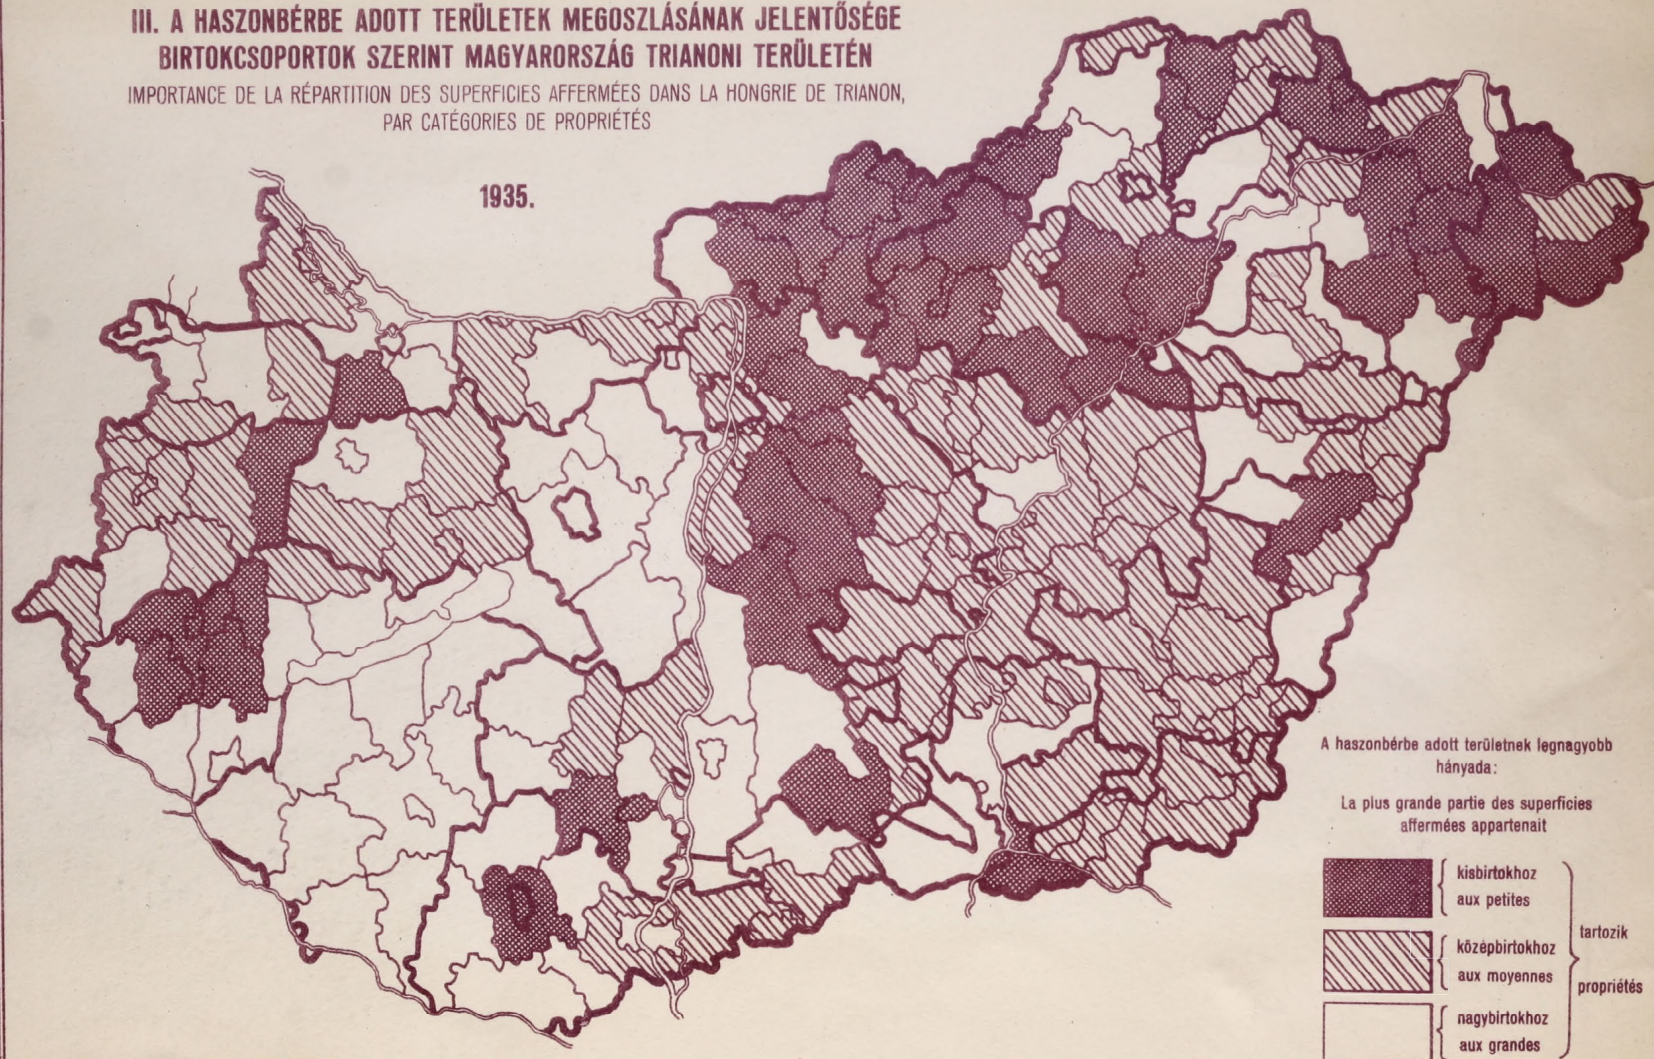 III. A HASZONBÉRBE ADOTT TERÜLETEK MEGOSZLÁSÁNAK JELENTŐSÉGE
BIRTOKCSOPORTOK SZERINT MAGYARORSZÁG TRIANONI TERÜLETÉN
IMPORTANCE DE LA RÉPARTITION DES SUPERFICIES AFFERMÉES DANS LA HONGRIE DE TRIANON,
PAR CATÉGORIES DE PROPRIÉTÉS
1935.
A haszonbérbe adott területnek legnagyobb
hányada:
La plus grande partie des superficies
affermées appartenait
kisbirtokhoz
aux petites
középbirtokhoz
aux moyennes
nagybirtokhoz
aux grandes
tartozik
propriétés